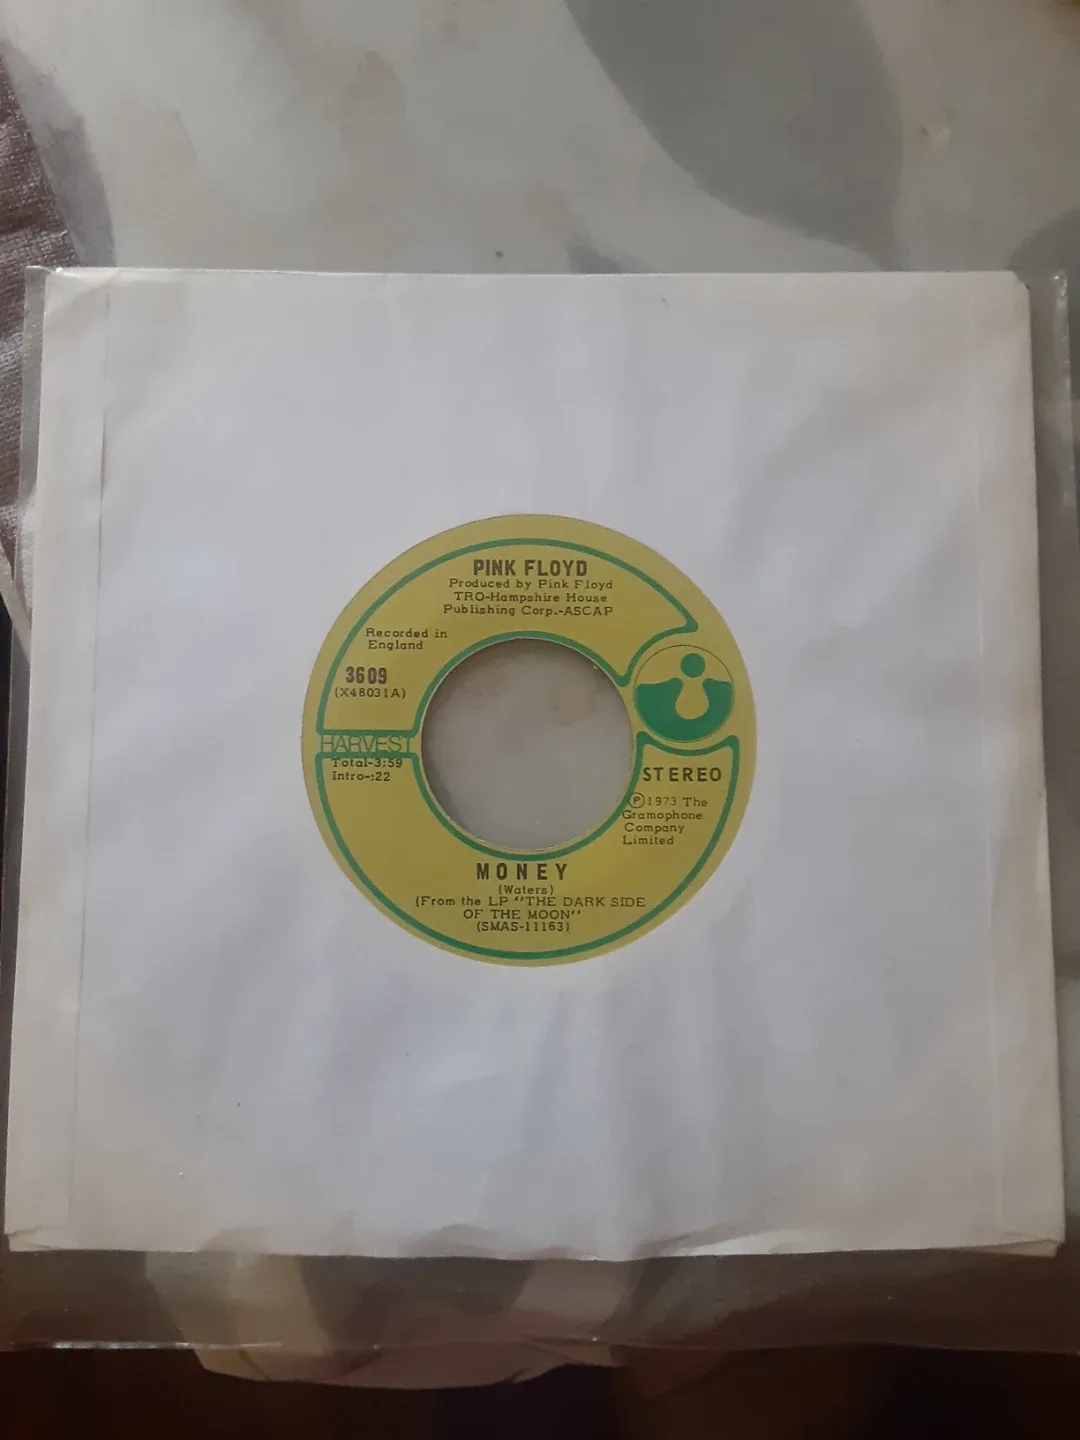 PINK FLOYD
Produced by Pink Floyd
TRO-Hampshire House
Publishing Corp.-ASCAP
Recorded in
England
3609
(X48031A)
HARVEST
Total-3:59
Intro-:22
STEREO
Ⓟ1973 The
Gramophone
Company
Limited
MONEY
(Waters)
(From the LP "THE DARK SIDE
OF THE MOON"
(SMAS-11163)